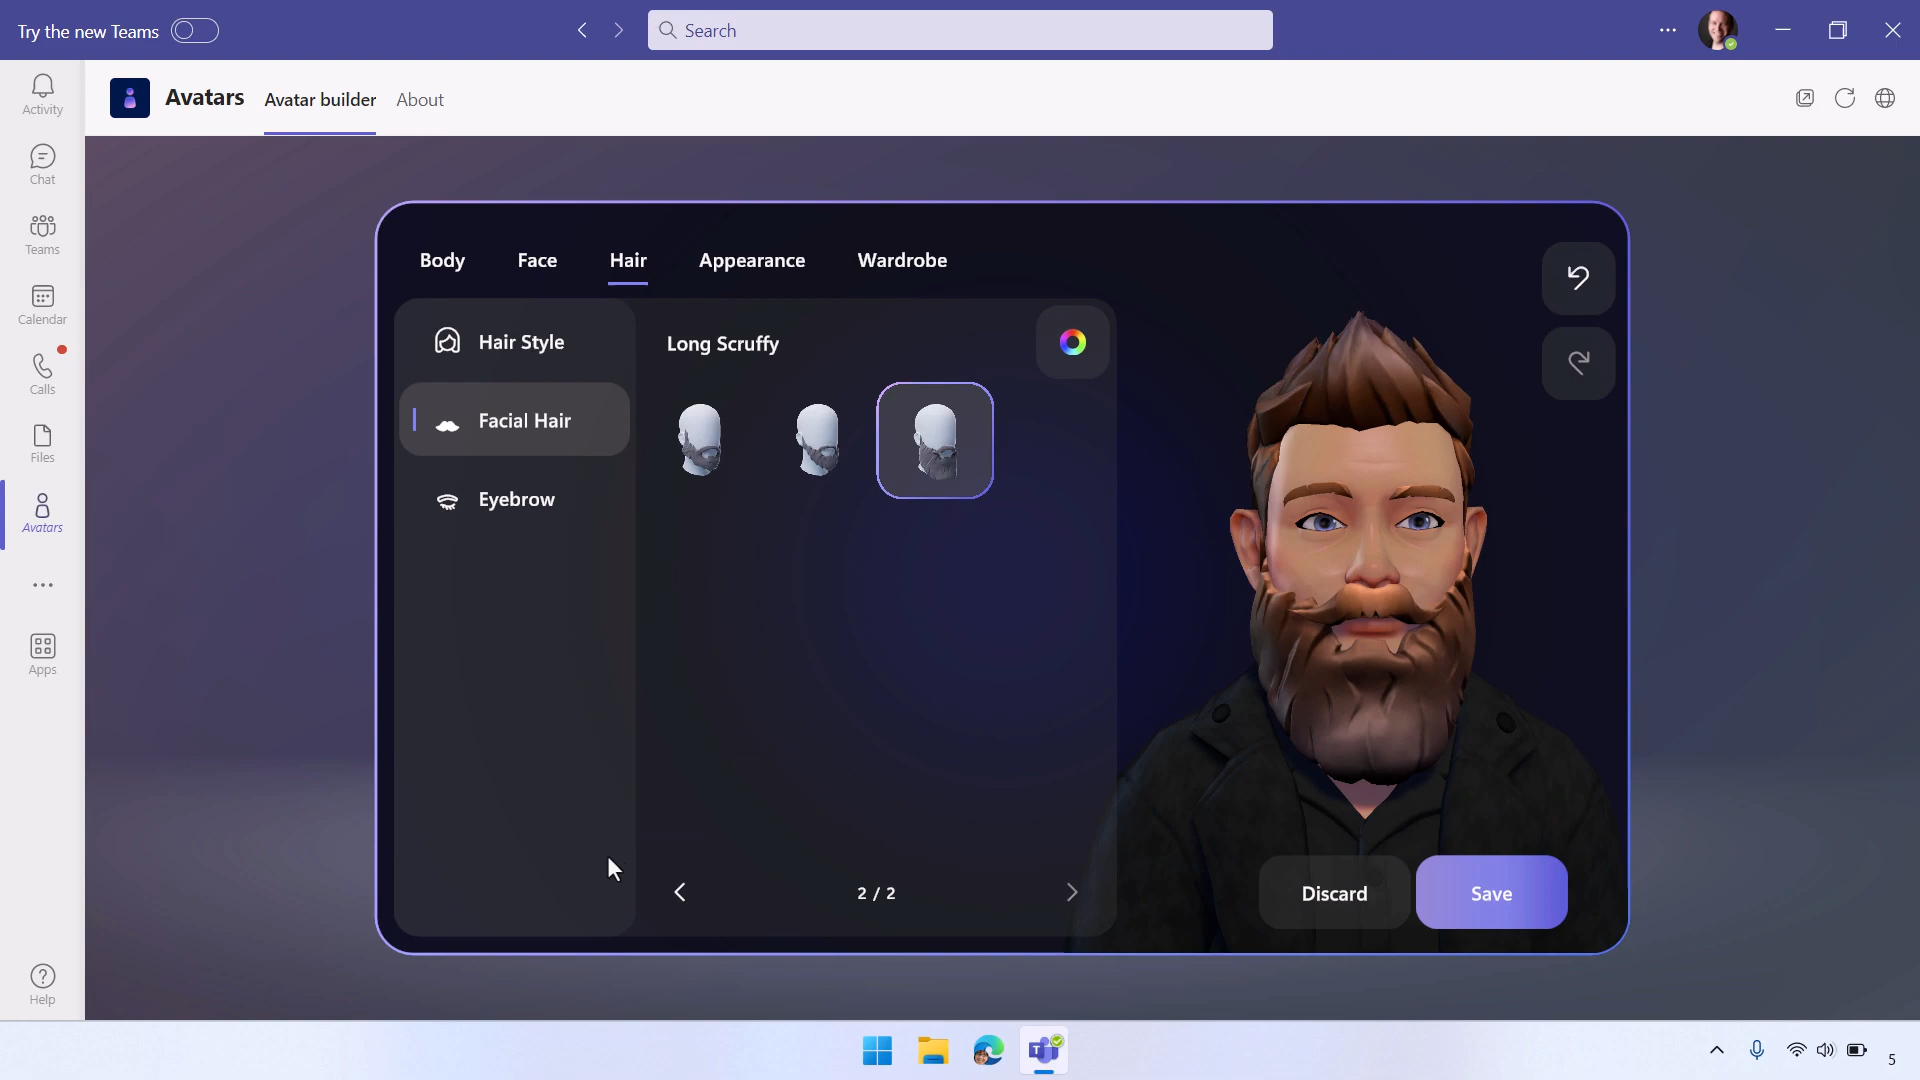 Try the new Teams
Search
Activity
Chat
Teams
Calendar
Calls
Files
Avatars
Apps
Help
Avatars
Avatar builder
About
Body
Face
Hair
Appearance
Wardrobe
Hair Style
Facial Hair
Eyebrow
Long Scruffy
2 / 2
Discard
Save
T
5